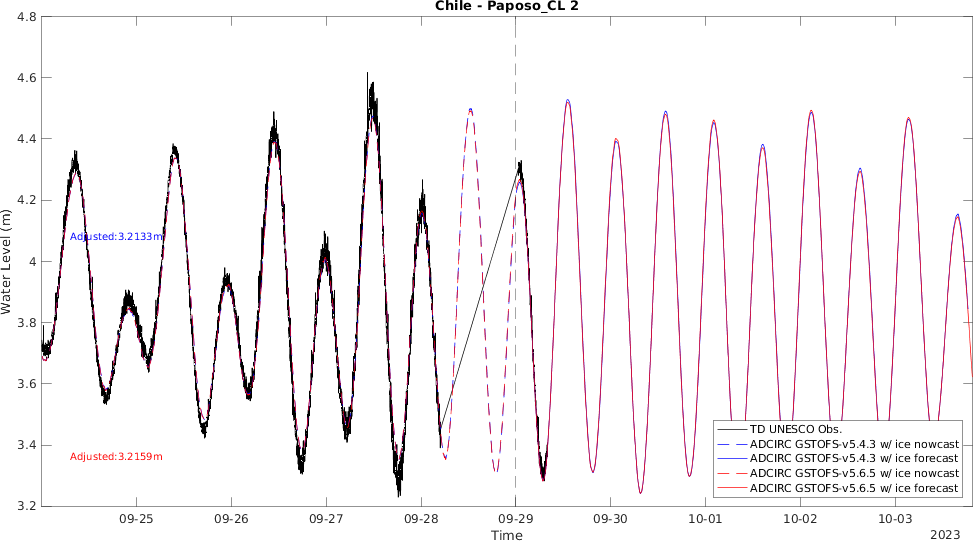 Chile - Paposo_CL 2
4.8
4.6
4.4
4.2
4
3.8
3.6
3.4
3.2
Water Level (m)
Adjusted:3.2133m
Adjusted:3.2159m
TD UNESCO Obs.
ADCIRC GSTOFS-v5.4.3 w/ ice nowcast
ADCIRC GSTOFS-v5.4.3 w/ ice forecast
ADCIRC GSTOFS-v5.6.5 w/ ice nowcast
ADCIRC GSTOFS-v5.6.5 w/ ice forecast
09-25 09-26 09-27 09-28 09-29 09-30 10-01 10-02 10-03
Time
2023